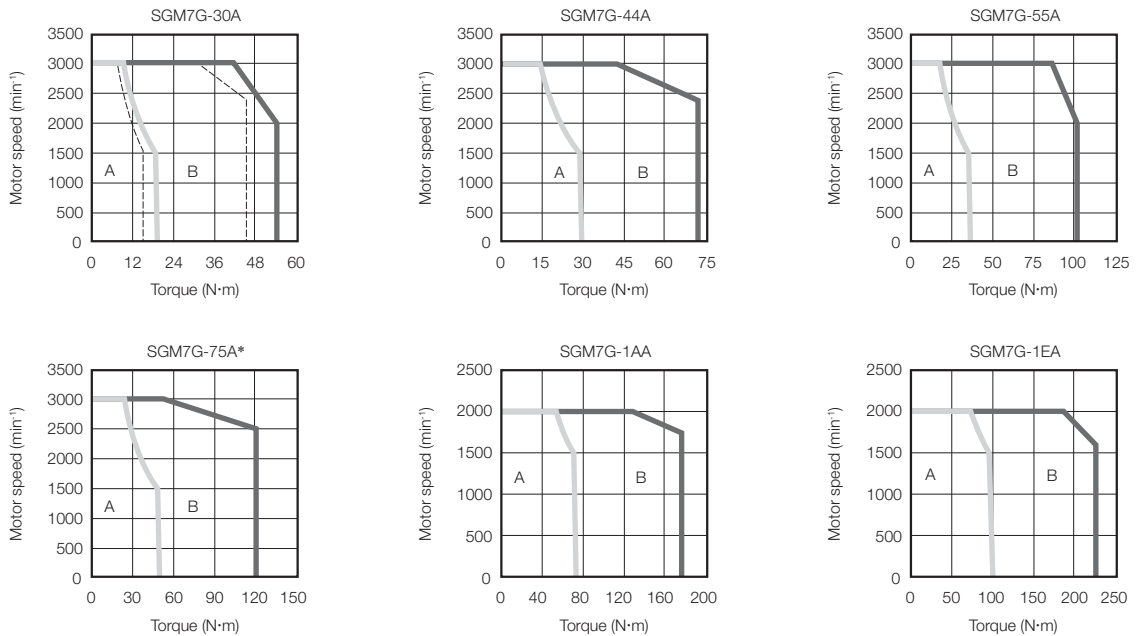 SGM7G-30A
3500
3000
2500
2000
1500
1000
500
0
Motor speed (min⁻¹)
A
B
0 12 24 36 48 60
Torque (N·m)
SGM7G-44A
3500
3000
2500
2000
1500
1000
500
0
Motor speed (min⁻¹)
A
B
0 15 30 45 60 75
Torque (N·m)
SGM7G-55A
3500
3000
2500
2000
1500
1000
500
0
Motor speed (min⁻¹)
A
B
0 25 50 75 100 125
Torque (N·m)
SGM7G-75A*
3500
3000
2500
2000
1500
1000
500
0
Motor speed (min⁻¹)
A
B
0 30 60 90 120 150
Torque (N·m)
SGM7G-1AA
2500
2000
1500
1000
500
0
Motor speed (min⁻¹)
A
B
0 40 80 120 160 200
Torque (N·m)
SGM7G-1EA
2500
2000
1500
1000
500
0
Motor speed (min⁻¹)
A
B
0 50 100 150 200 250
Torque (N·m)